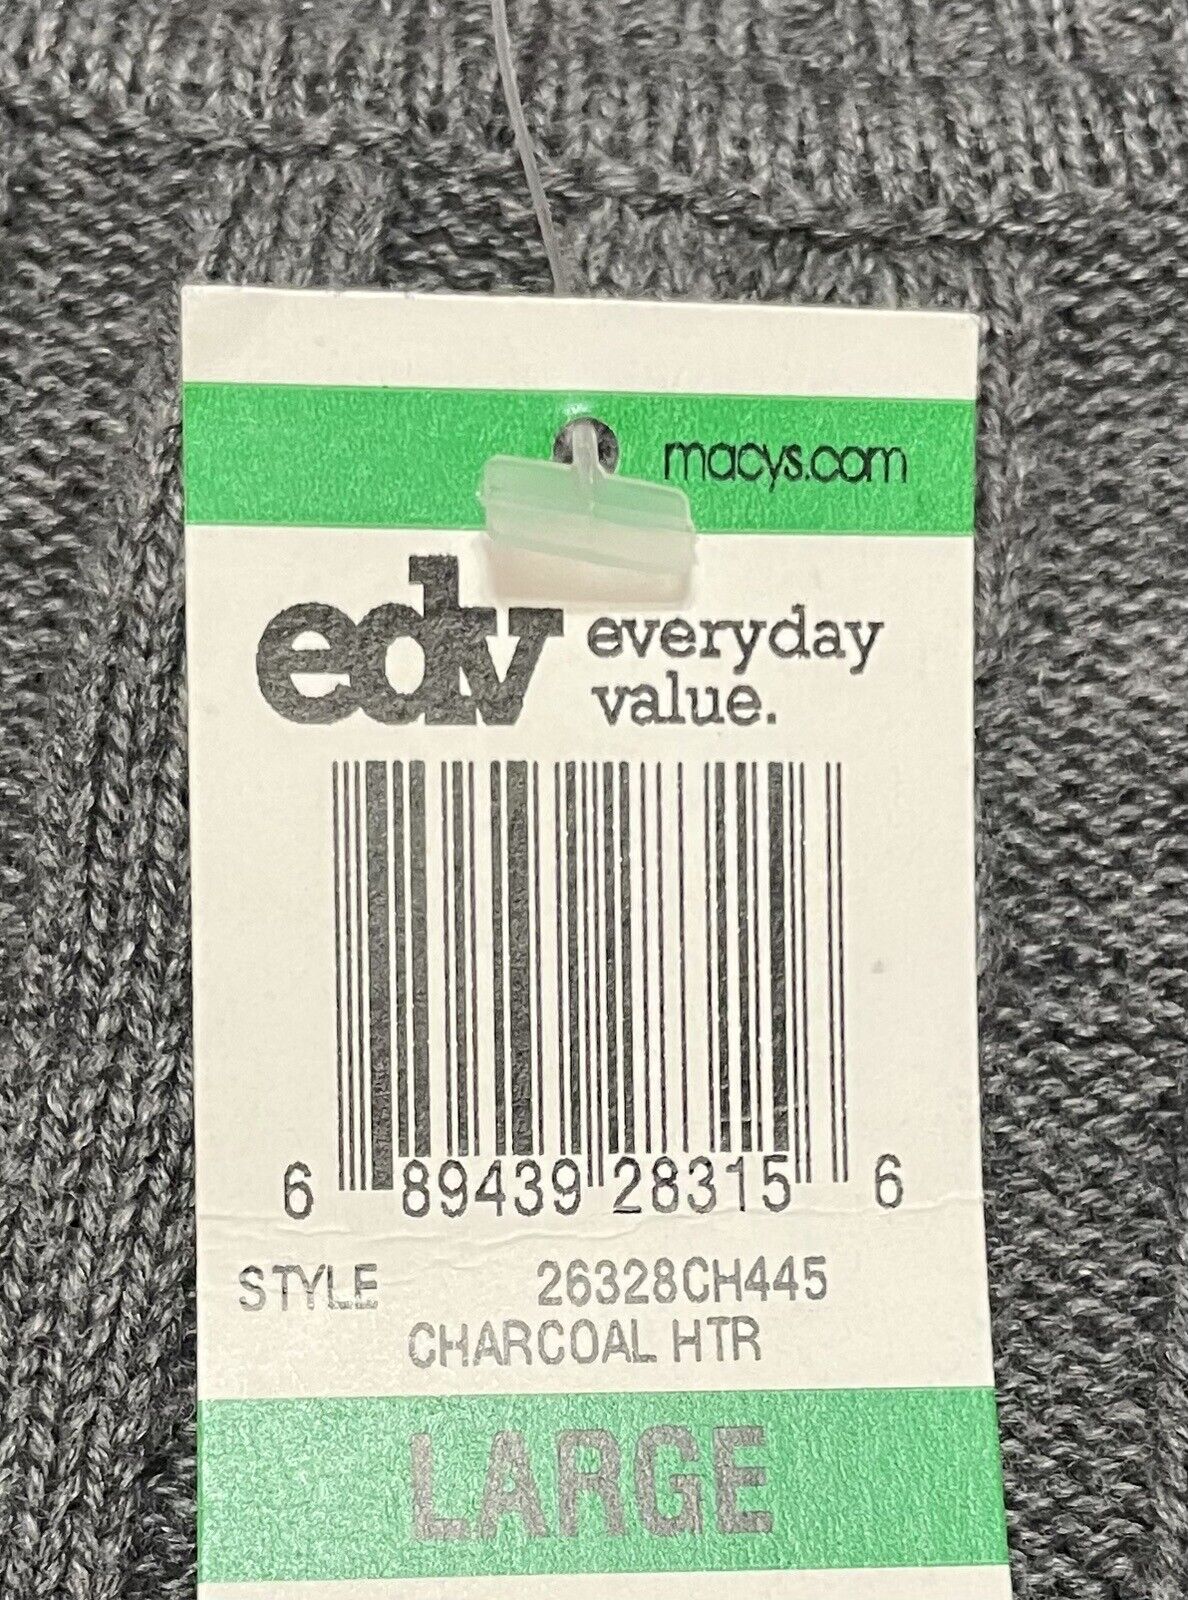 macys.com
edv everyday
value.
6 89439 28315 6
STYLE 26328CH445
CHARCOAL HTR
LARGE